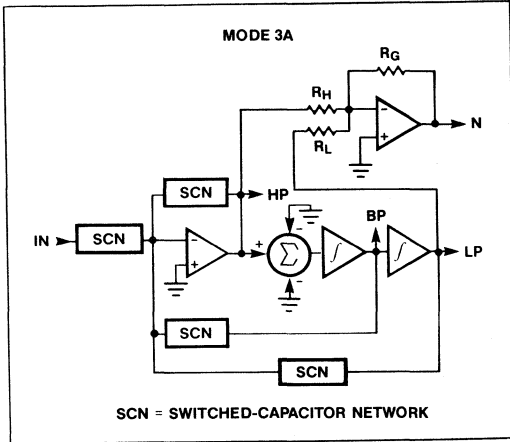 MODE 3A
RG
RH
RL
N
SCN
HP
IN
SCN
BP
LP
Σ
∫
∫
+
−
−
−
+
−
+
SCN
SCN
SCN = SWITCHED-CAPACITOR NETWORK